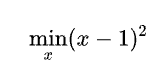 min(x − 1)²
x